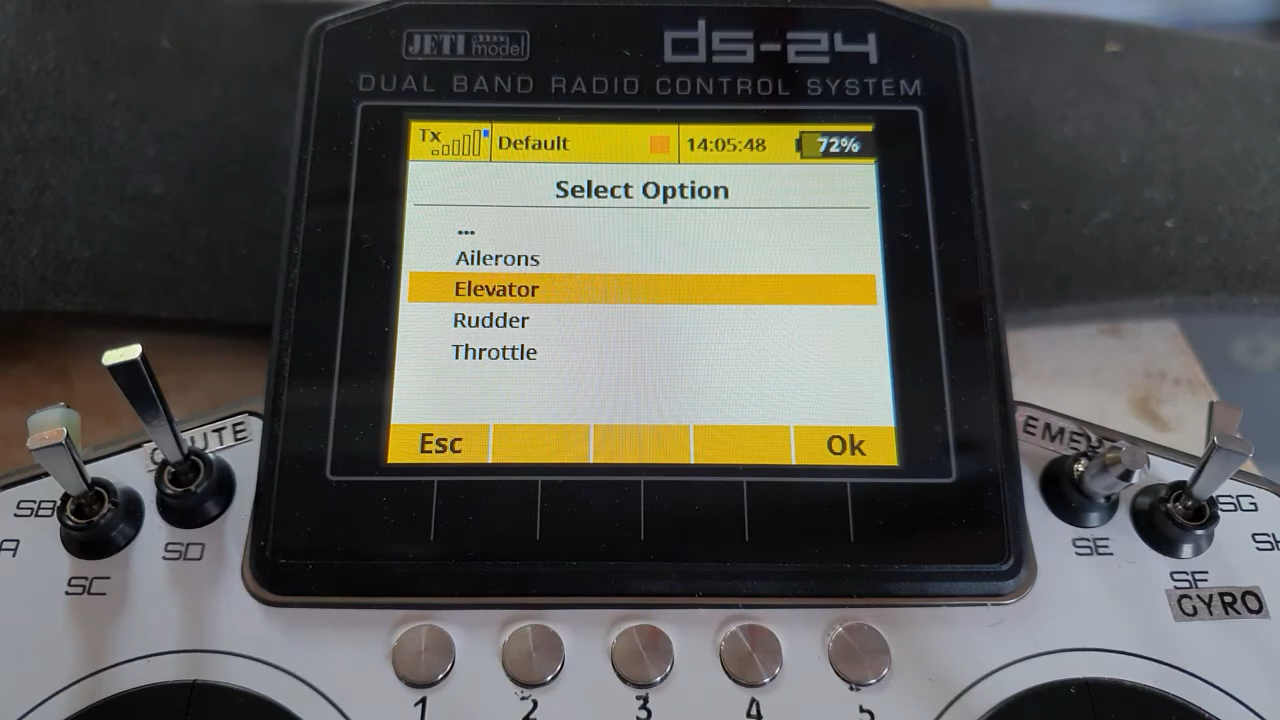 JETI model ds-24
DUAL BAND RADIO CONTROL SYSTEM
Tx Default 14:05:48 72%
Select Option
...
Ailerons
Elevator
Rudder
Throttle
Esc Ok
SB
SD
SC
SE
SG
SF
GYRO
1 2 3 4 5